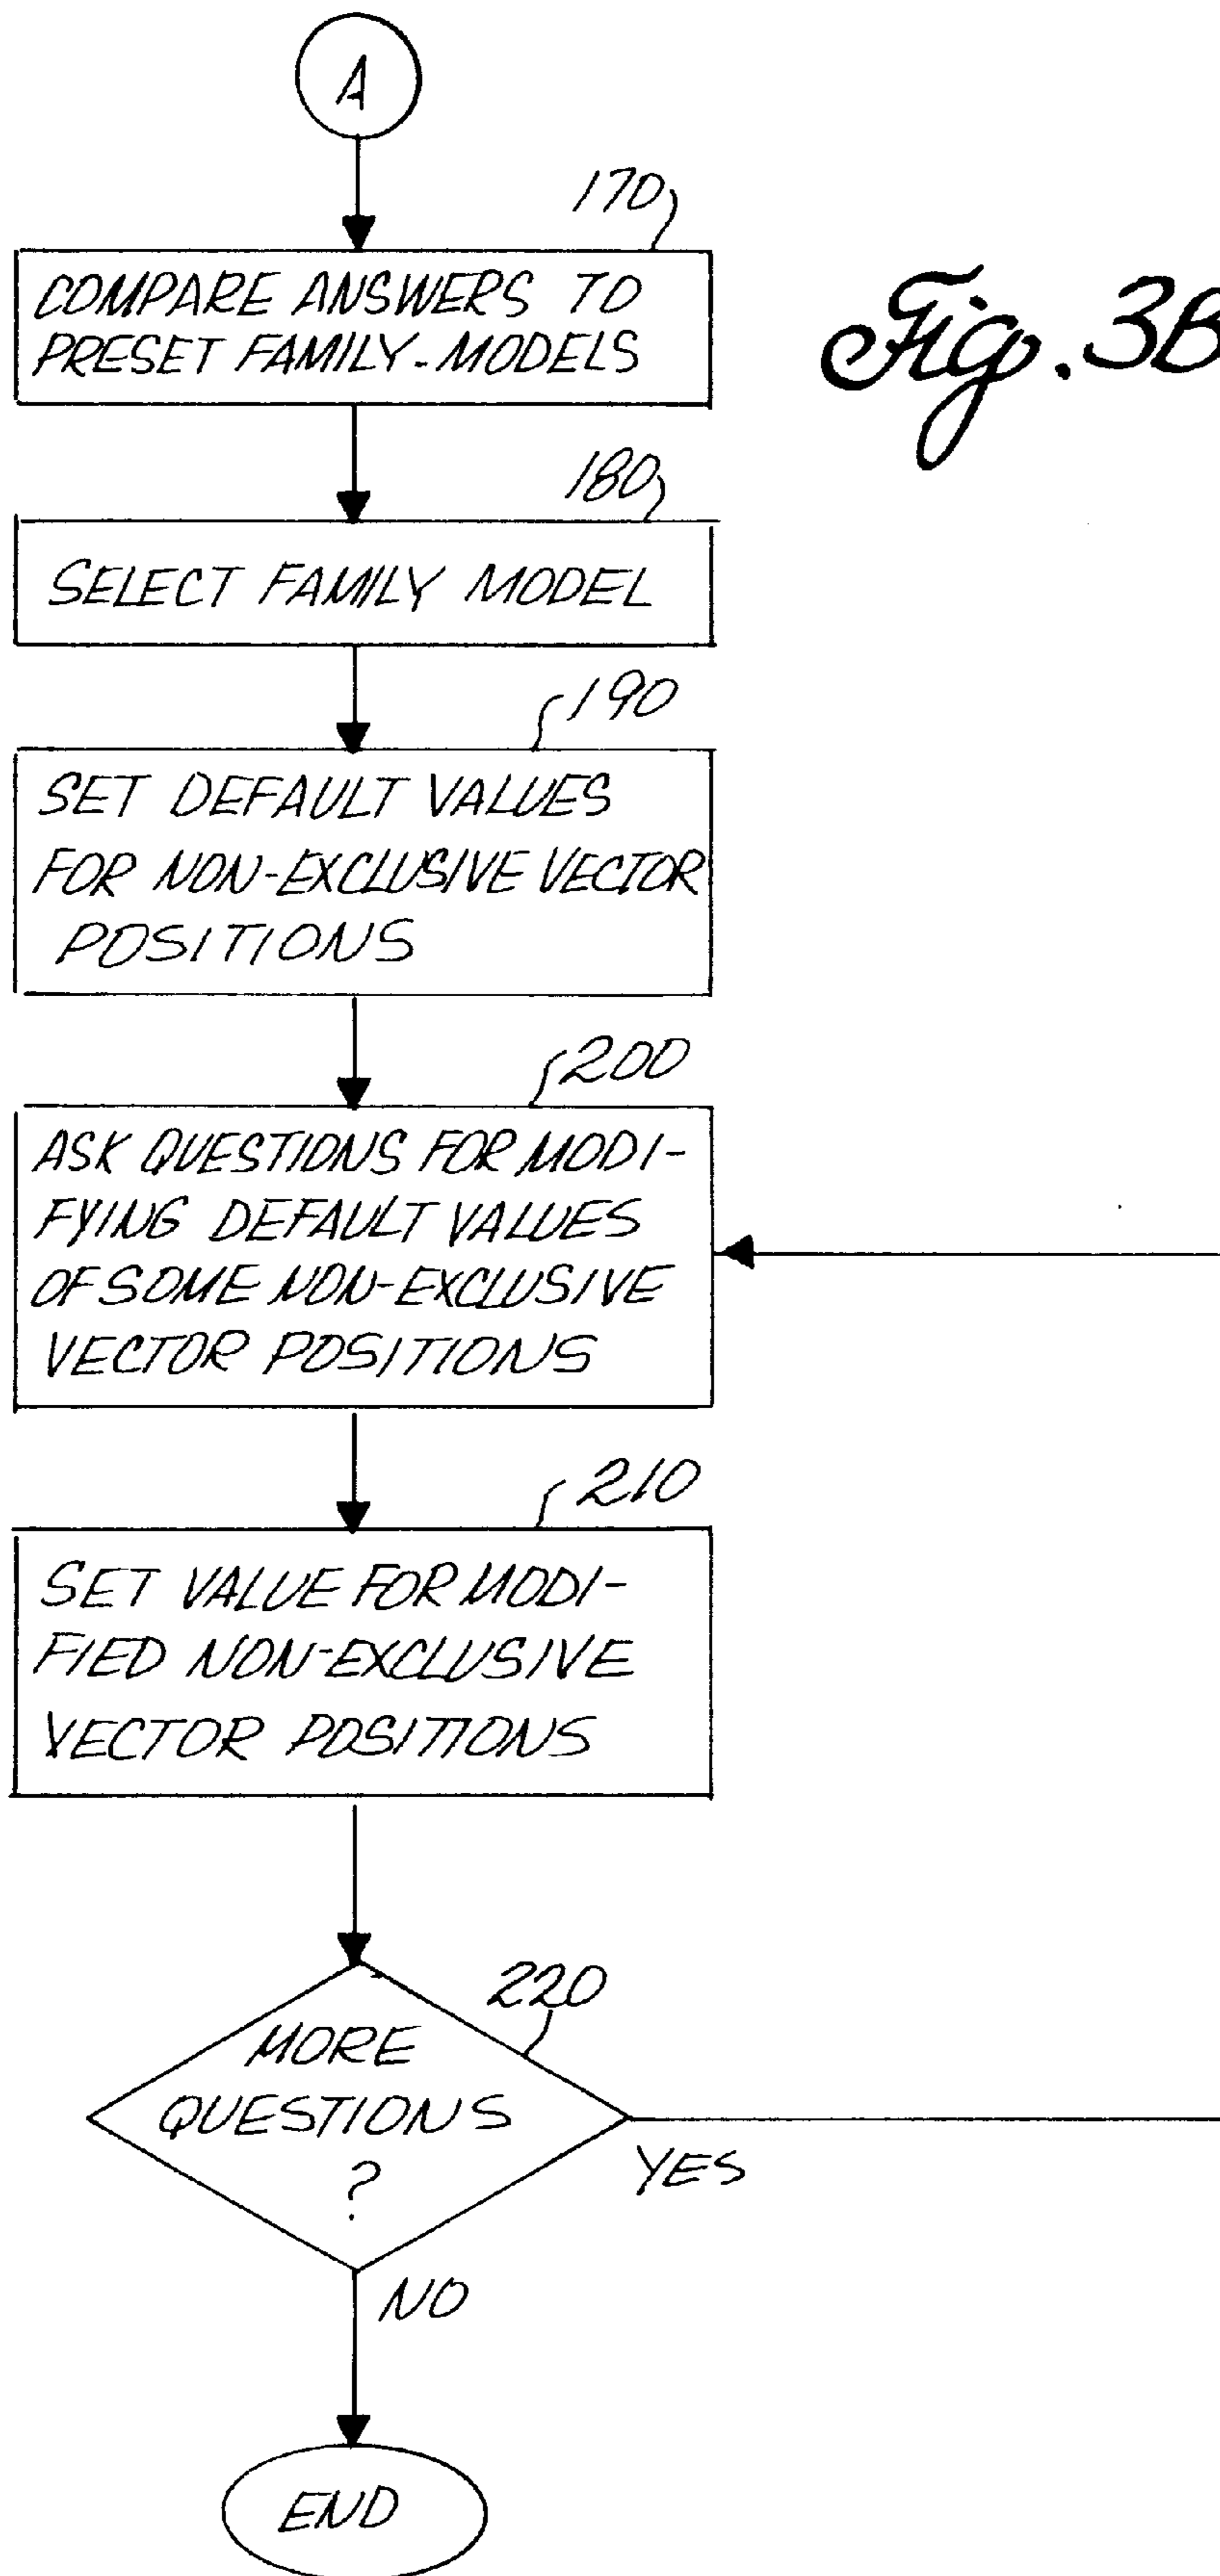 A
170
COMPARE ANSWERS TO
PRESET FAMILY-MODELS
Fig. 3B
180
SELECT FAMILY MODEL
190
SET DEFAULT VALUES
FOR NON-EXCLUSIVE VECTOR
POSITIONS
200
ASK QUESTIONS FOR MODI-
FYING DEFAULT VALUES
OF SOME NON-EXCLUSIVE
VECTOR POSITIONS
210
SET VALUE FOR MODI-
FIED NON-EXCLUSIVE
VECTOR POSITIONS
220
MORE
QUESTIONS
?
YES
NO
END